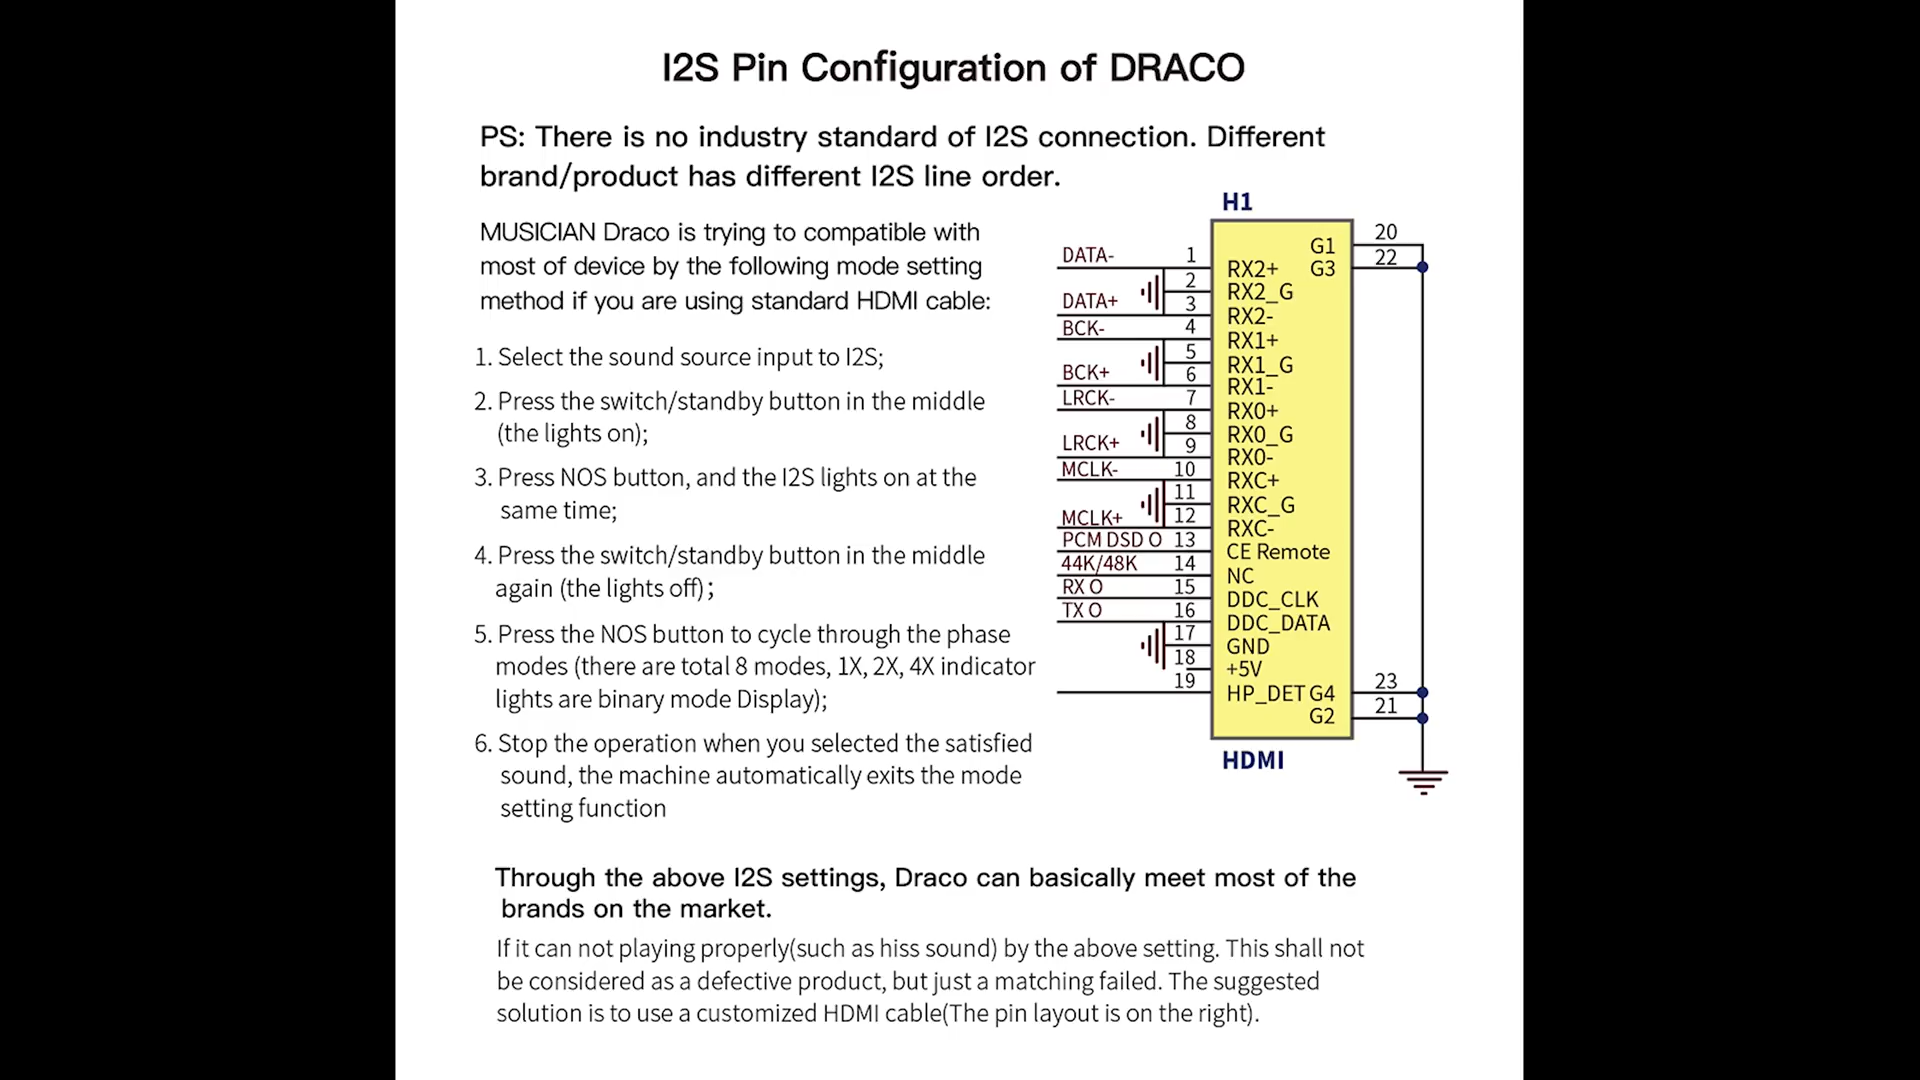 I2S Pin Configuration of DRACO
PS: There is no industry standard of I2S connection. Different
brand/product has different I2S line order.
MUSICIAN Draco is trying to compatible with
most of device by the following mode setting
method if you are using standard HDMI cable:
1. Select the sound source input to I2S;
2. Press the switch/standby button in the middle
(the lights on);
3. Press NOS button, and the I2S lights on at the
same time;
4. Press the switch/standby button in the middle
again (the lights off);
5. Press the NOS button to cycle through the phase
modes (there are total 8 modes, 1X, 2X, 4X indicator
lights are binary mode Display);
6. Stop the operation when you selected the satisfied
sound, the machine automatically exits the mode
setting function
H1
DATA- 1 RX2+
2 RX2_G
DATA+ 3 RX2-
BCK- 4 RX1+
5 RX1_G
BCK+ 6 RX1-
LRCK- 7 RX0+
8 RX0_G
LRCK+ 9 RX0-
MCLK- 10 RXC+
11 RXC_G
MCLK+ 12 RXC-
PCM DSD O 13 CE Remote
44K/48K 14 NC
RX O 15 DDC_CLK
TX O 16 DDC_DATA
17 GND
18 +5V
19 HP_DET
G1 20
G3 22
G4 23
G2 21
HDMI
Through the above I2S settings, Draco can basically meet most of the
brands on the market.
If it can not playing properly(such as hiss sound) by the above setting. This shall not
be considered as a defective product, but just a matching failed. The suggested
solution is to use a customized HDMI cable(The pin layout is on the right).